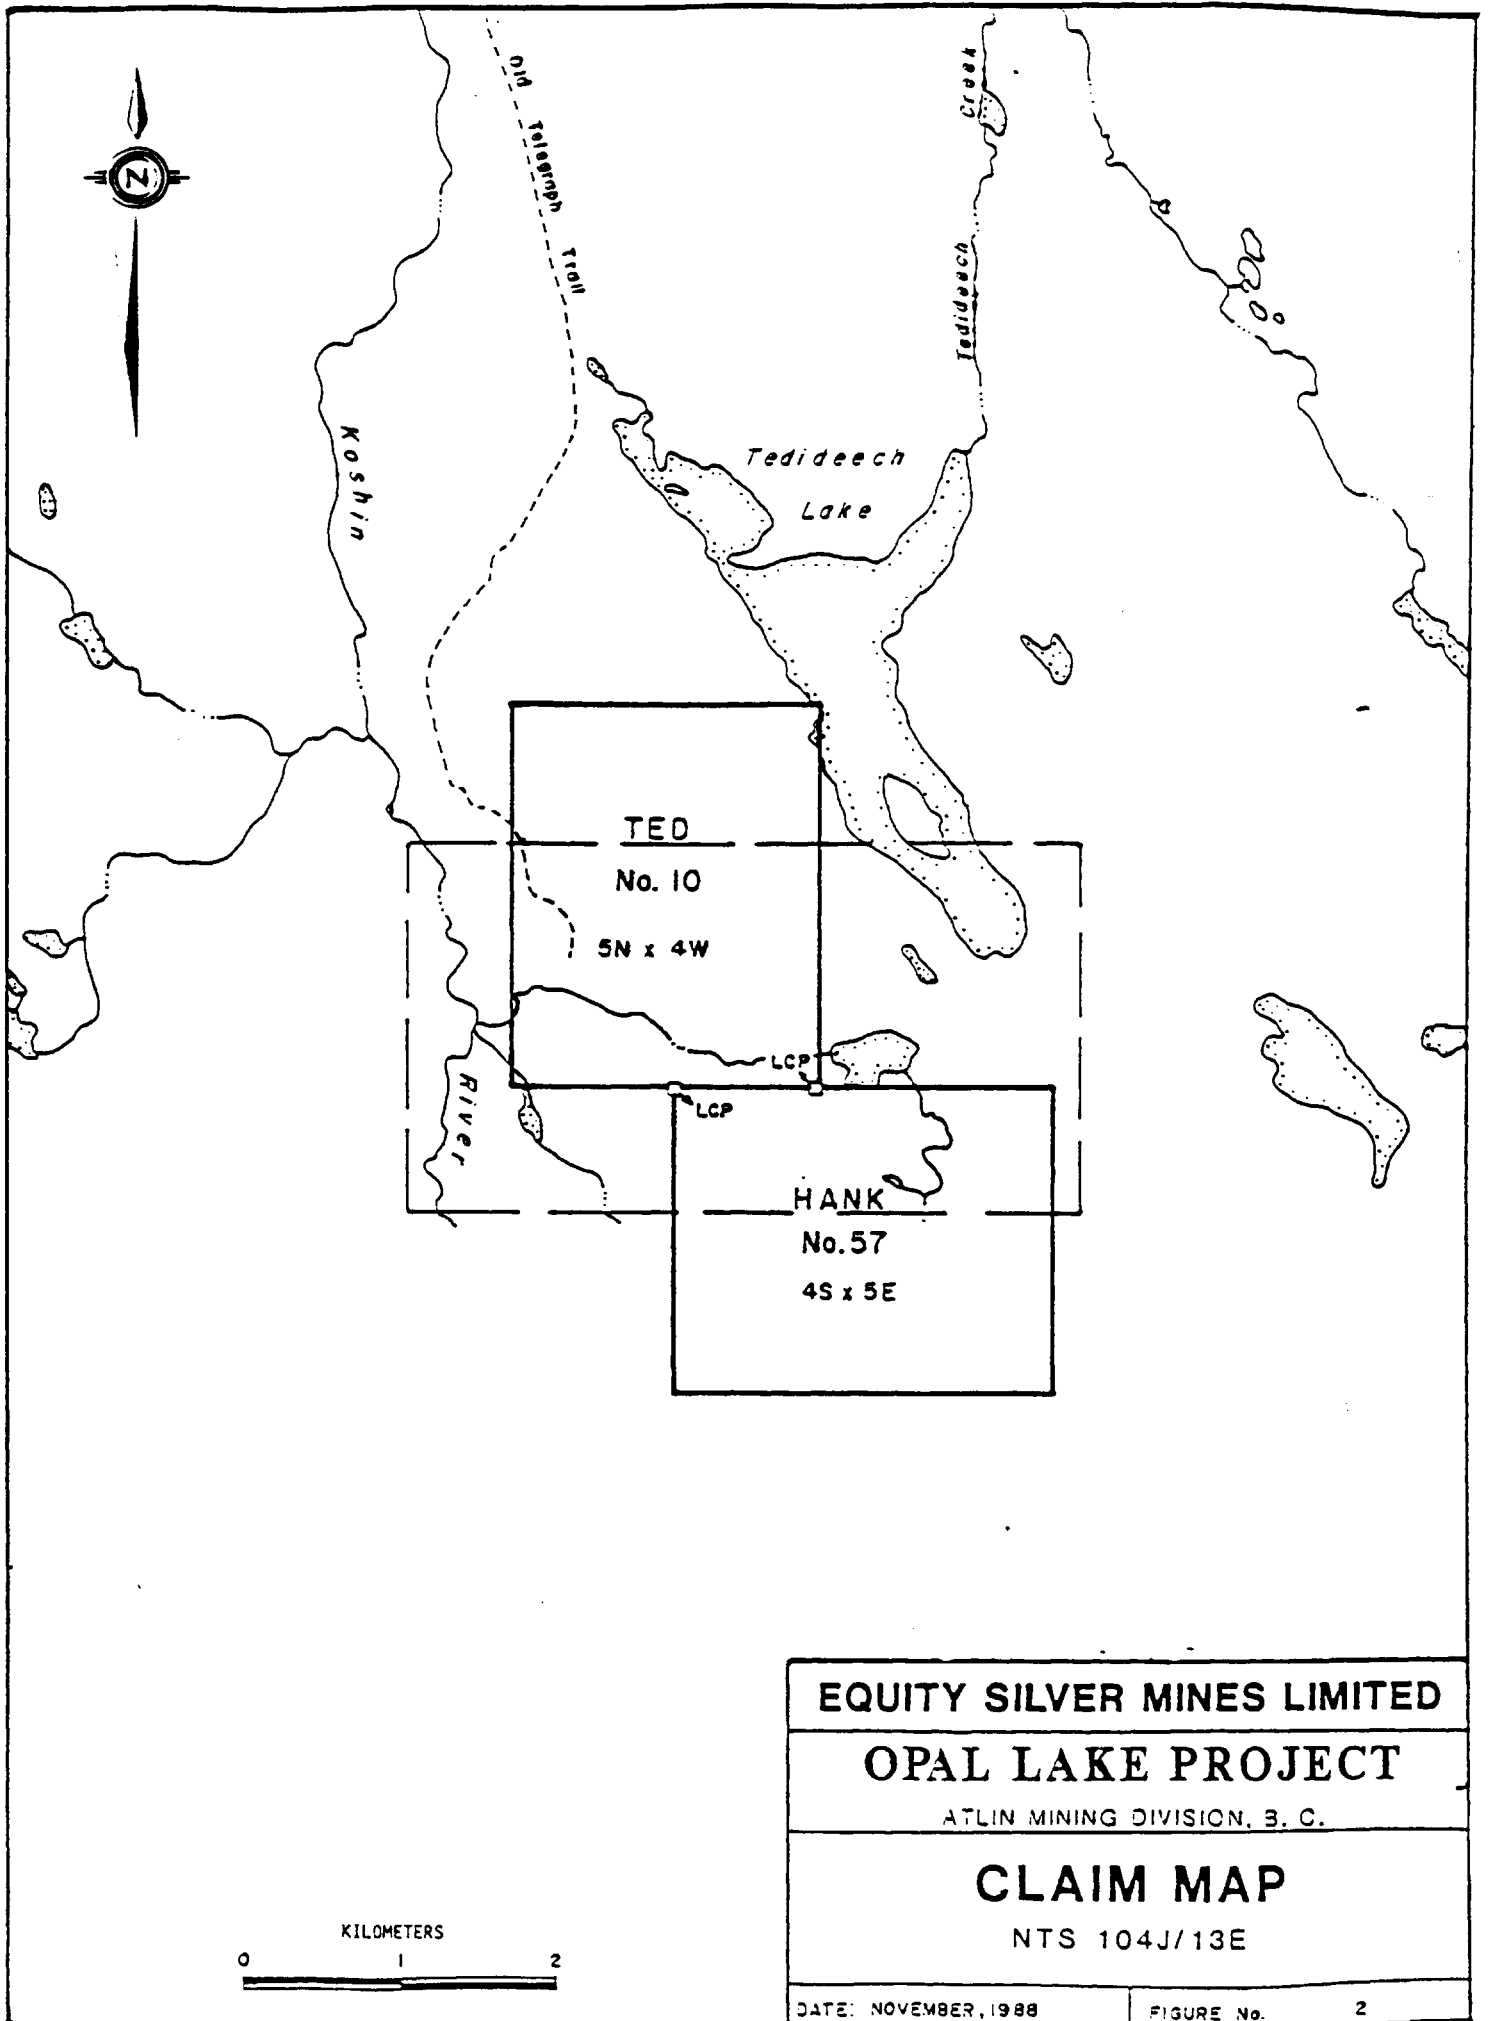 Old Telegraph Trail
Tedideech Creek
N
Koshin River
Tedideech
Lake
TED
No. 10
5N x 4W
LCP
LCP
HANK
No. 57
4S x 5E
EQUITY SILVER MINES LIMITED
OPAL LAKE PROJECT
ATLIN MINING DIVISION, B. C.
CLAIM MAP
NTS 104J/13E
KILOMETERS
0 1 2
DATE: NOVEMBER, 1988 FIGURE No. 2